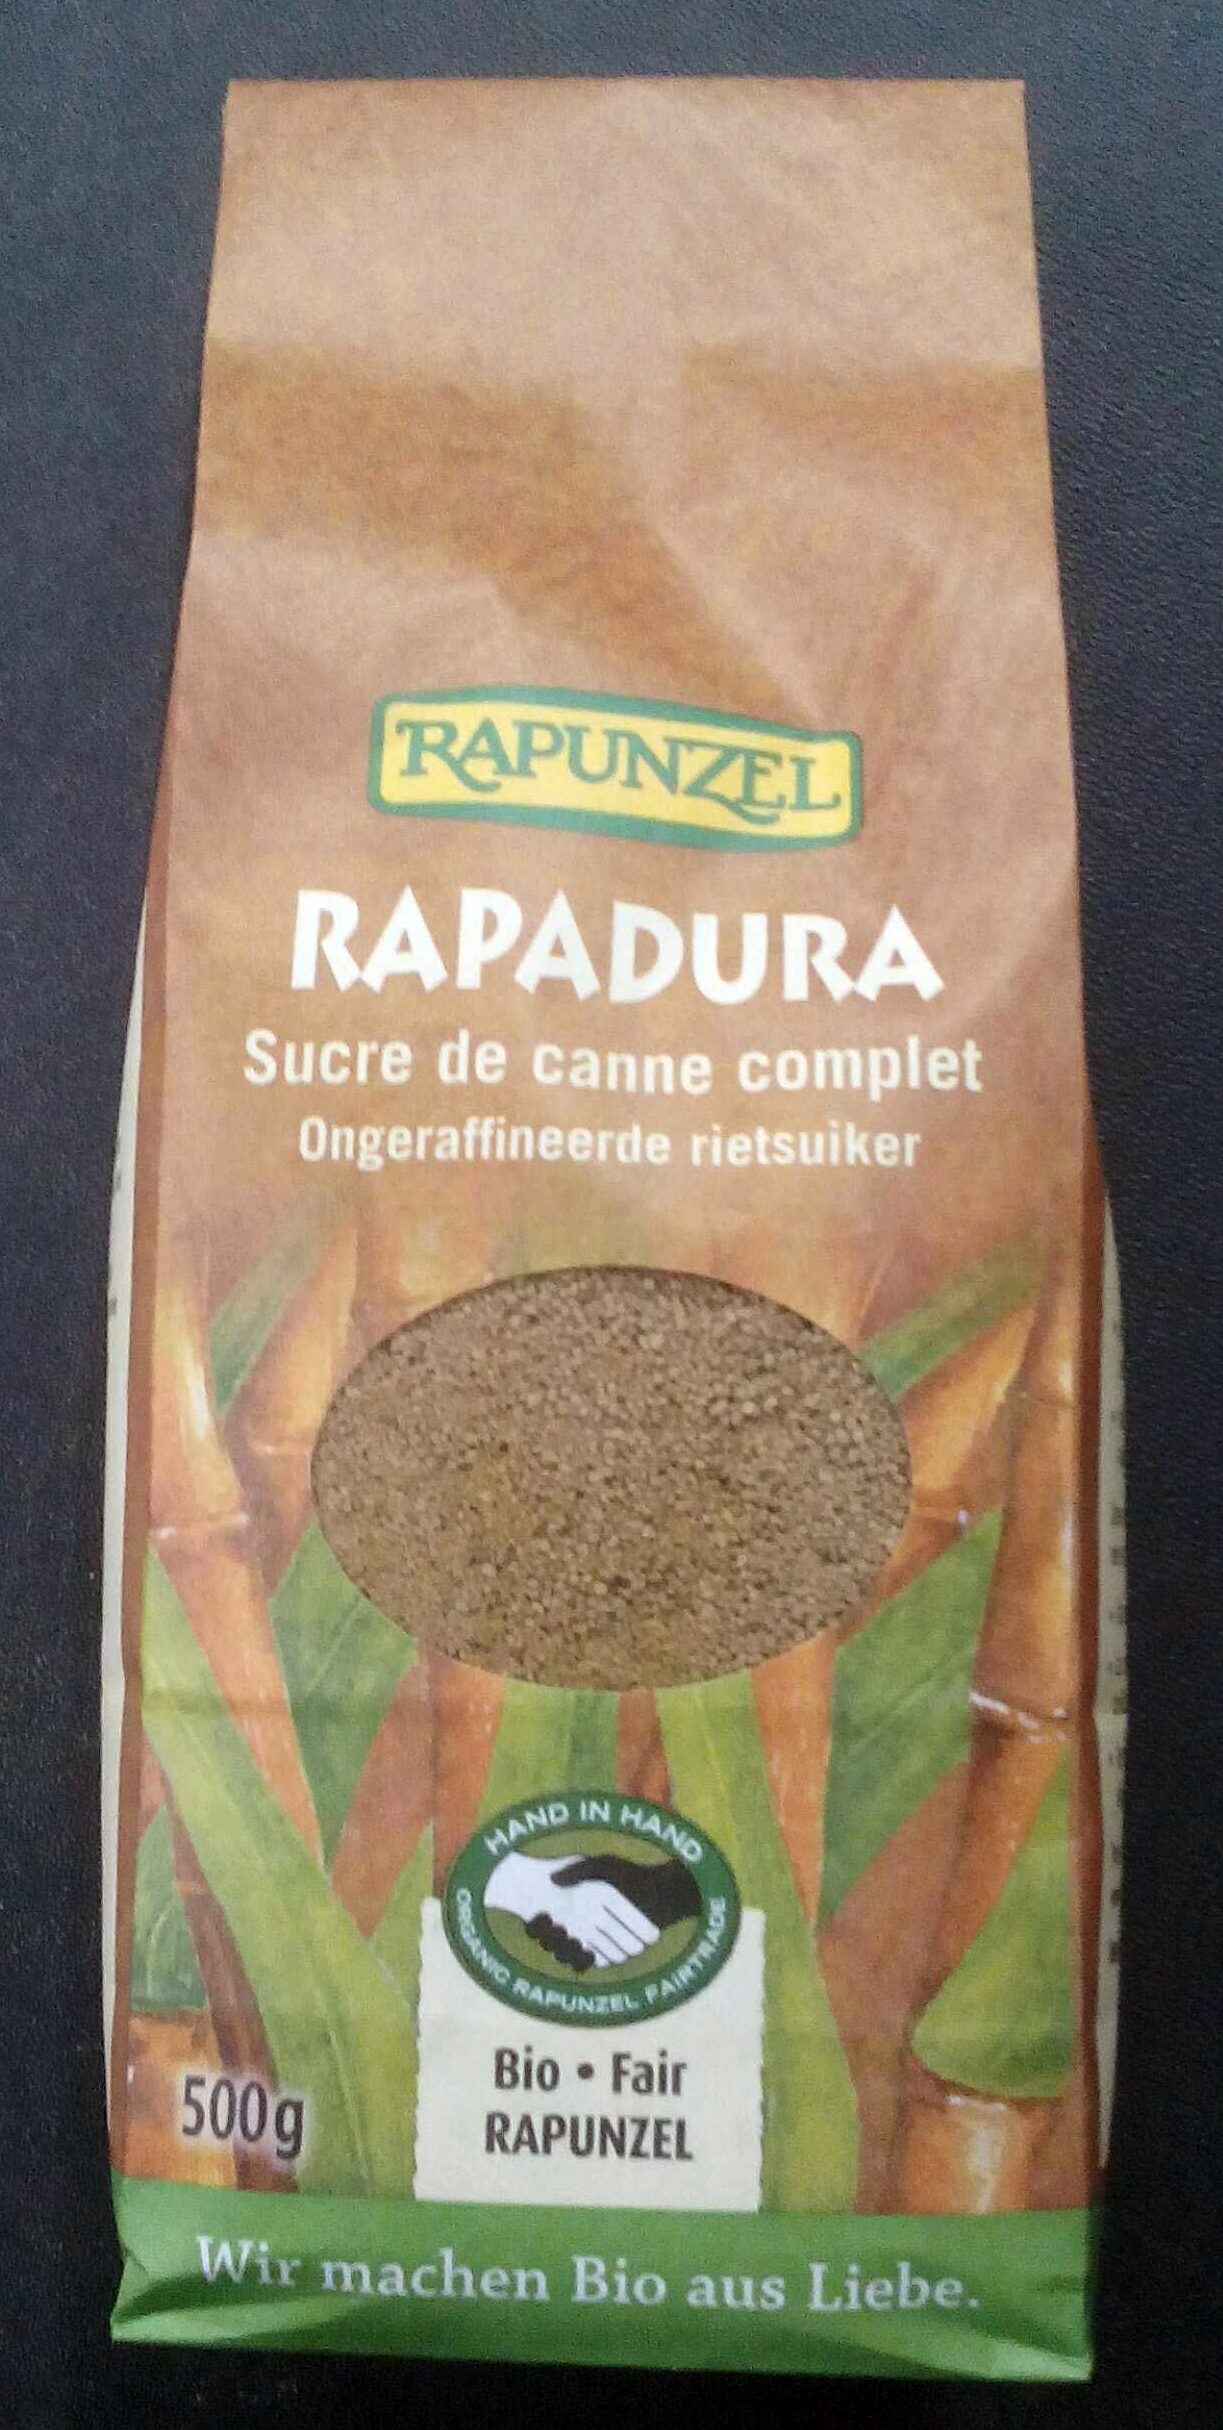 RAPUNZEL
RAPADURA
Sucre de canne complet
Ongeraffineerde rietsuiker
HAND IN HAND
ORGANIC RAPUNZEL FAIRTRADE
Bio • Fair
RAPUNZEL
500g
Wir machen Bio aus Liebe.